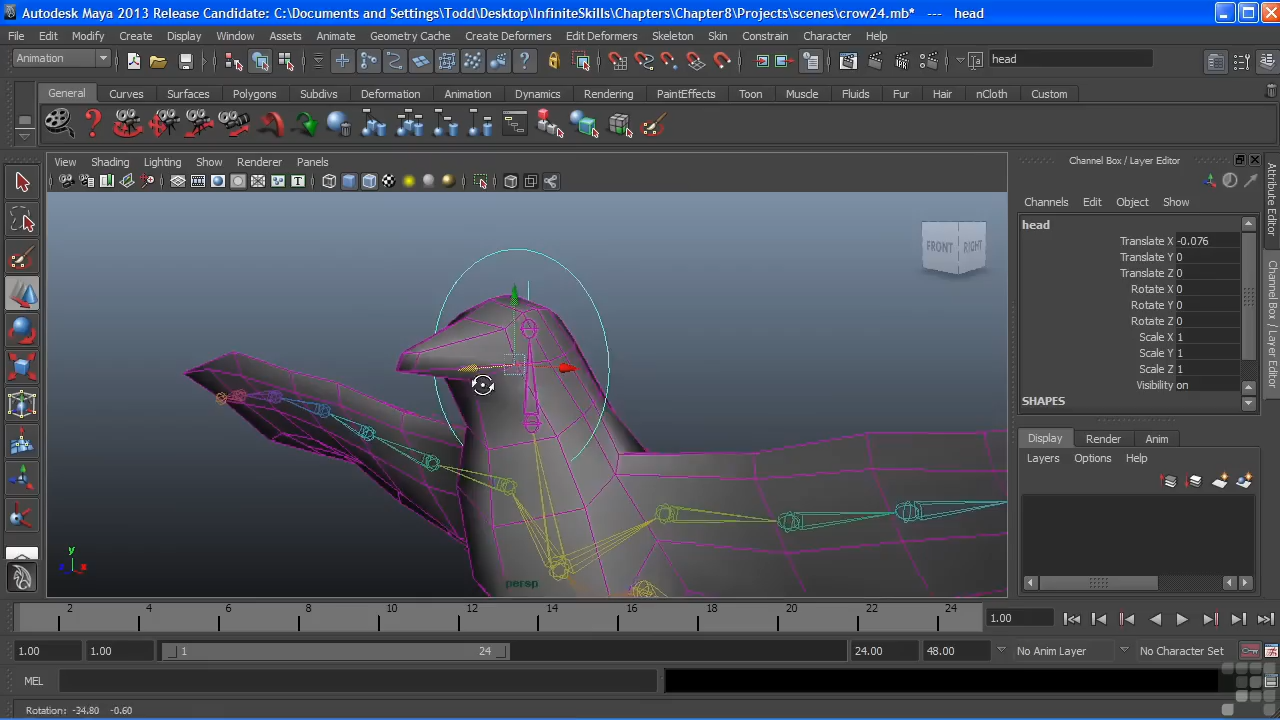 Autodesk Maya 2013 Release Candidate: C:\Documents and Settings\Todd\Desktop\InfiniteSkills\Chapters\Chapter8\Projects\scenes\crow24.mb* --- head
File Edit Modify Create Display Window Assets Animate Geometry Cache Create Deformers Edit Deformers Skeleton Skin Constrain Character Help
Animation head
General Curves Surfaces Polygons Subdivs Deformation Animation Dynamics Rendering PaintEffects Toon Muscle Fluids Fur Hair nCloth Custom
Channel Box / Layer Editor
View Shading Lighting Show Renderer Panels
Channels Edit Object Show
head
Translate X -0.076
Translate Y 0
Translate Z 0
Rotate X 0
Rotate Y 0
Rotate Z 0
Scale X 1
Scale Y 1
Scale Z 1
Visibility on
SHAPES
Display Render Anim
Layers Options Help
Attribute Editor
Channel Box / Layer Editor
FRONT RIGHT
y
x
z
persp
2 4 6 8 10 12 14 16 18 20 22 24 1.00
1.00 1.00 1 24 24.00 48.00 No Anim Layer No Character Set
MEL
Rotation: -34.80 -0.60